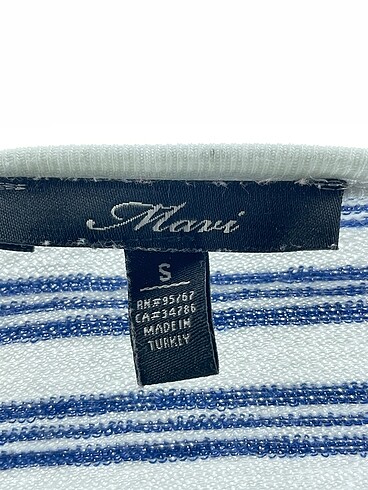 Mavi
S
RN#95767
CA#34786
MADE IN
TURKEY